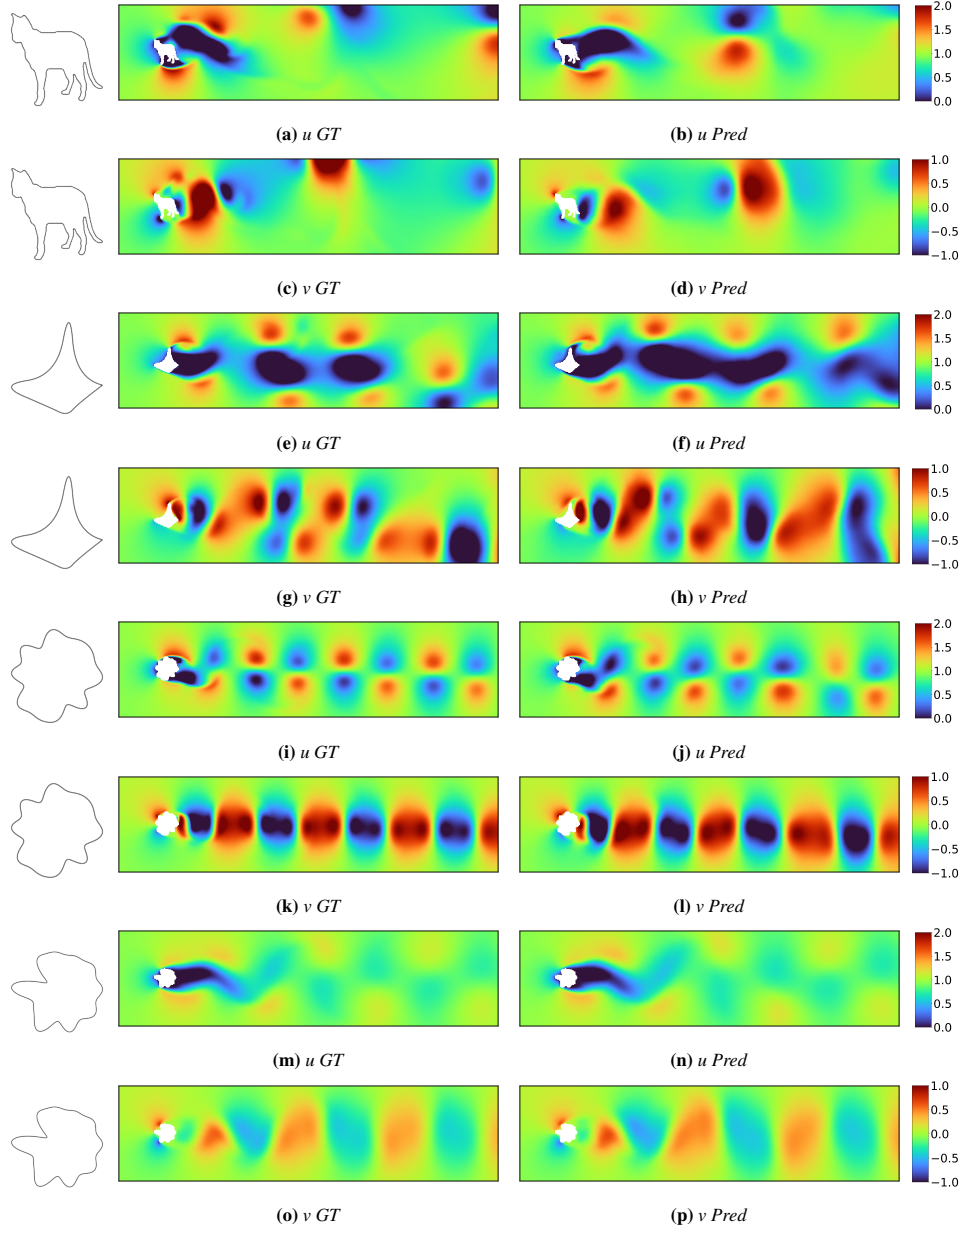 2.0
1.5
1.0
0.5
0.0
(a) u GT
(b) u Pred
1.0
0.5
0.0
−0.5
−1.0
(c) v GT
(d) v Pred
2.0
1.5
1.0
0.5
0.0
(e) u GT
(f) u Pred
1.0
0.5
0.0
−0.5
−1.0
(g) v GT
(h) v Pred
2.0
1.5
1.0
0.5
0.0
(i) u GT
(j) u Pred
1.0
0.5
0.0
−0.5
−1.0
(k) v GT
(l) v Pred
2.0
1.5
1.0
0.5
0.0
(m) u GT
(n) u Pred
1.0
0.5
0.0
−0.5
−1.0
(o) v GT
(p) v Pred